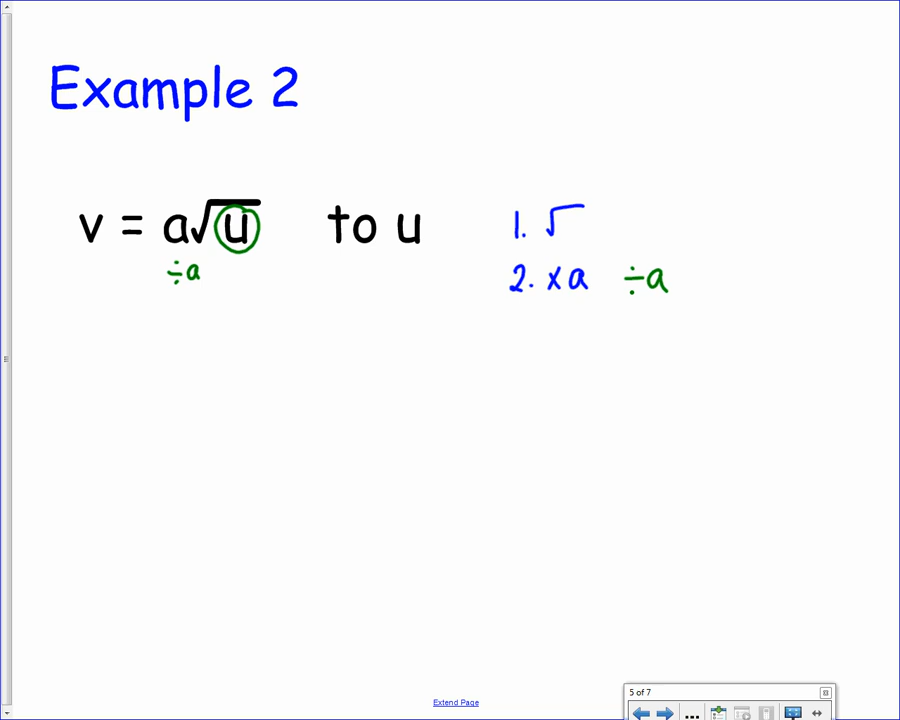 Example 2
v = a√u to u 1. √
÷a
2. ×a ÷a
Extend Page
5 of 7